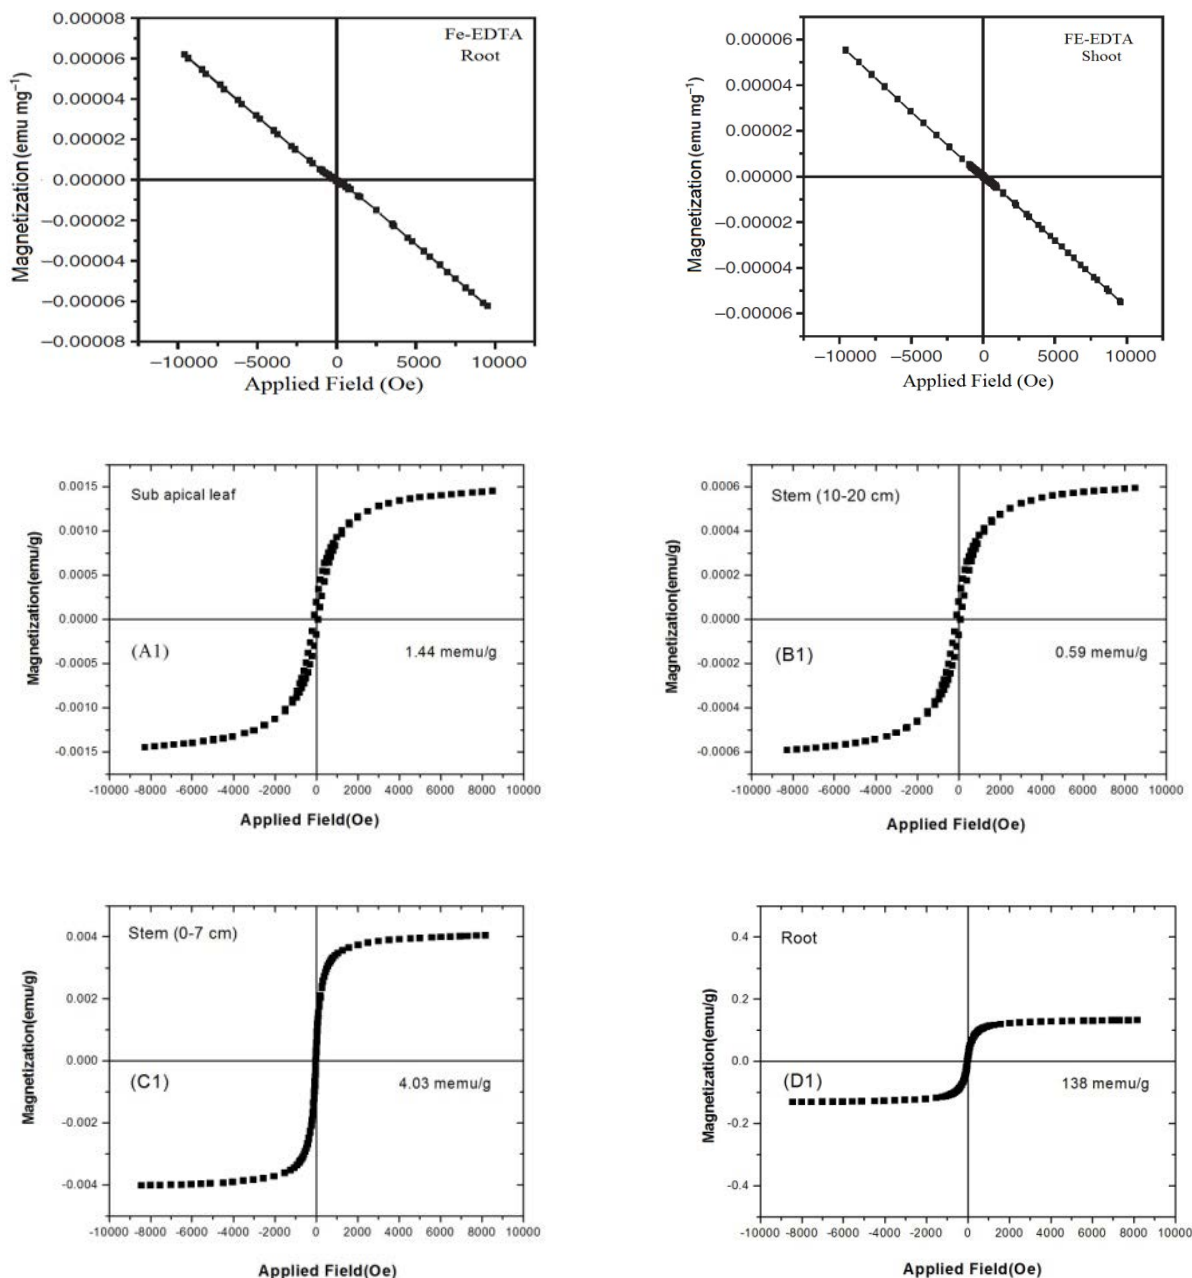 Fe-EDTA
Root
Magnetization (emu mg⁻¹)
0.00008
0.00006
0.00004
0.00002
0.00000
−0.00002
−0.00004
−0.00006
−0.00008
−10000 −5000 0 5000 10000
Applied Field (Oe)
FE-EDTA
Shoot
Magnetization (emu mg⁻¹)
0.00006
0.00004
0.00002
0.00000
−0.00002
−0.00004
−0.00006
−10000 −5000 0 5000 10000
Applied Field (Oe)
Sub apical leaf
Magnetization(emu/g)
0.0015
0.0010
0.0005
0.0000
-0.0005
-0.0010
-0.0015
(A1)
1.44 memu/g
-10000 -8000 -6000 -4000 -2000 0 2000 4000 6000 8000 10000
Applied Field(Oe)
Stem (10-20 cm)
Magnetization(emu/g)
0.0006
0.0004
0.0002
0.0000
-0.0002
-0.0004
-0.0006
(B1)
0.59 memu/g
-10000 -8000 -6000 -4000 -2000 0 2000 4000 6000 8000 10000
Applied Field(Oe)
Stem (0-7 cm)
Magnetization(emu/g)
0.004
0.002
0.000
-0.002
-0.004
(C1)
4.03 memu/g
-10000 -8000 -6000 -4000 -2000 0 2000 4000 6000 8000 10000
Applied Field(Oe)
Root
Magnetization(emu/g)
0.4
0.2
0.0
-0.2
-0.4
(D1)
138 memu/g
-10000 -8000 -6000 -4000 -2000 0 2000 4000 6000 8000 10000
Applied Field(Oe)